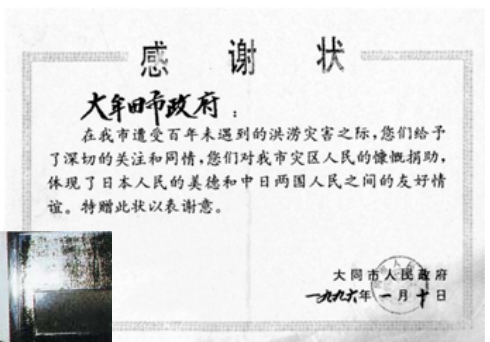 感谢状
大牟田市政府：
在我市遭受百年未遇到的洪涝灾害之际，您们给予
了深切的关注和同情，您们对我市灾区人民的慷慨捐助，
体现了日本人民的美德和中日两国人民之间的友好情
谊。特赠此状以表谢意。
大同市人民政府
一九九六年一月十日